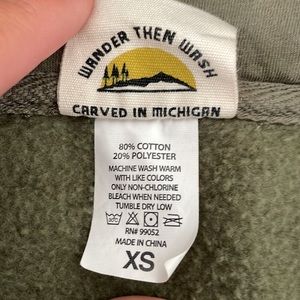 WANDER THEN WASH
CARVED IN MICHIGAN
80% COTTON
20% POLYESTER
MACHINE WASH WARM
WITH LIKE COLORS
ONLY NON-CHLORINE
BLEACH WHEN NEEDED
TUMBLE DRY LOW
RN# 99052
MADE IN CHINA
XS